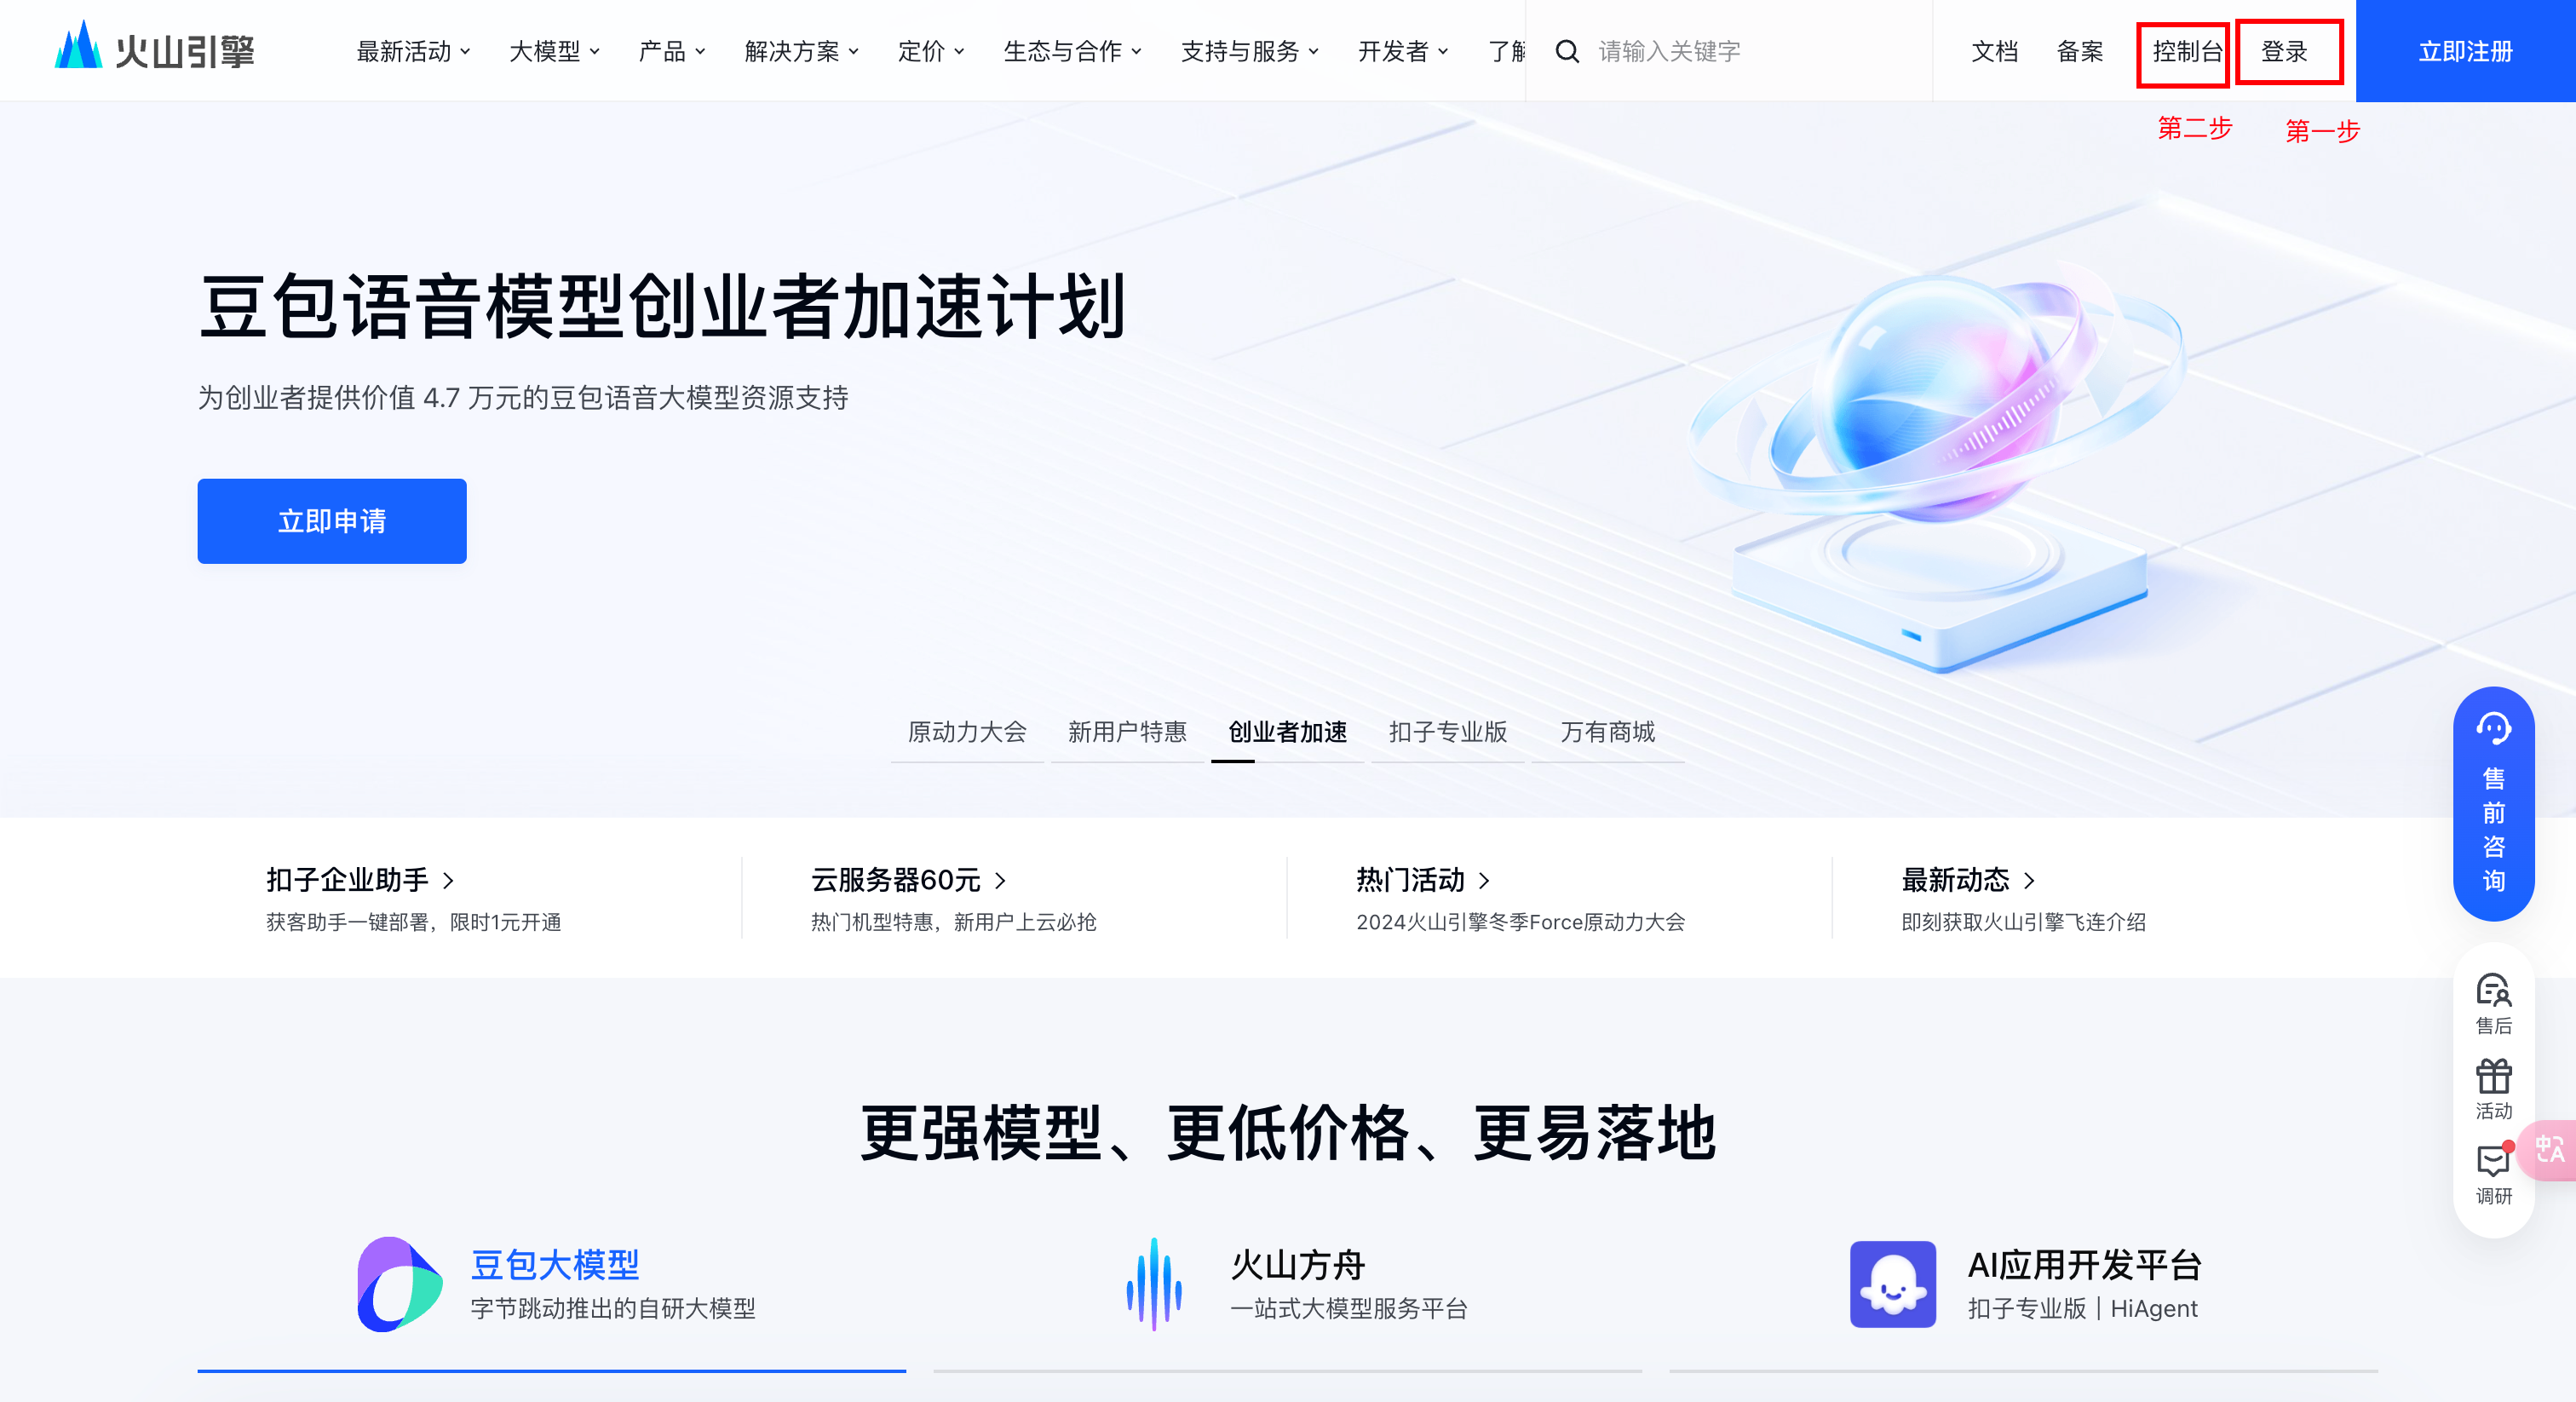 火山引擎
最新活动 大模型 产品 解决方案 定价 生态与合作 支持与服务 开发者 了解 请输入关键字 文档 备案 控制台 登录 立即注册
第二步 第一步
豆包语音模型创业者加速计划
为创业者提供价值 4.7 万元的豆包语音大模型资源支持
立即申请
原动力大会 新用户特惠 创业者加速 扣子专业版 万有商城
售前咨询
扣子企业助手 云服务器60元 热门活动 最新动态
获客助手一键部署，限时1元开通 热门机型特惠，新用户上云必抢 2024火山引擎冬季Force原动力大会 即刻获取火山引擎飞连介绍
售后
活动
调研
中A
更强模型、更低价格、更易落地
豆包大模型 火山方舟 AI应用开发平台
字节跳动推出的自研大模型 一站式大模型服务平台 扣子专业版｜HiAgent